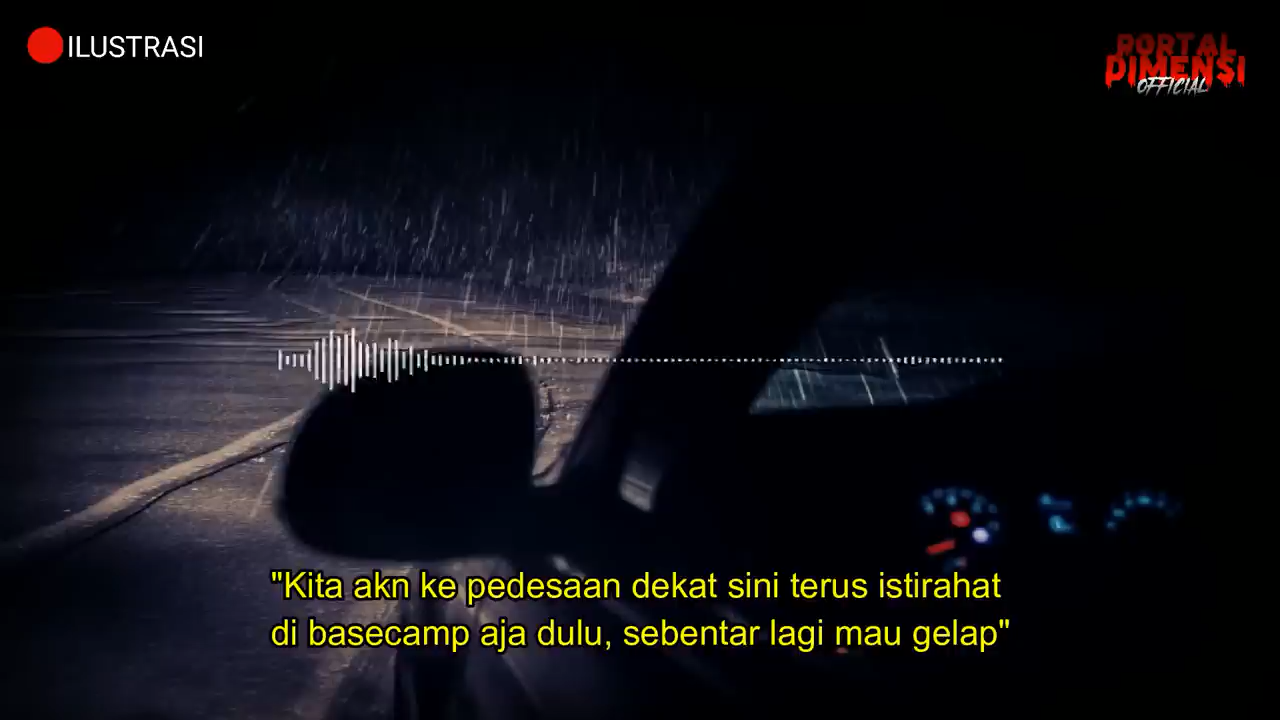 ILUSTRASI
PORTAL
DIMENSI
OFFICIAL
"Kita akn ke pedesaan dekat sini terus istirahat
di basecamp aja dulu, sebentar lagi mau gelap"